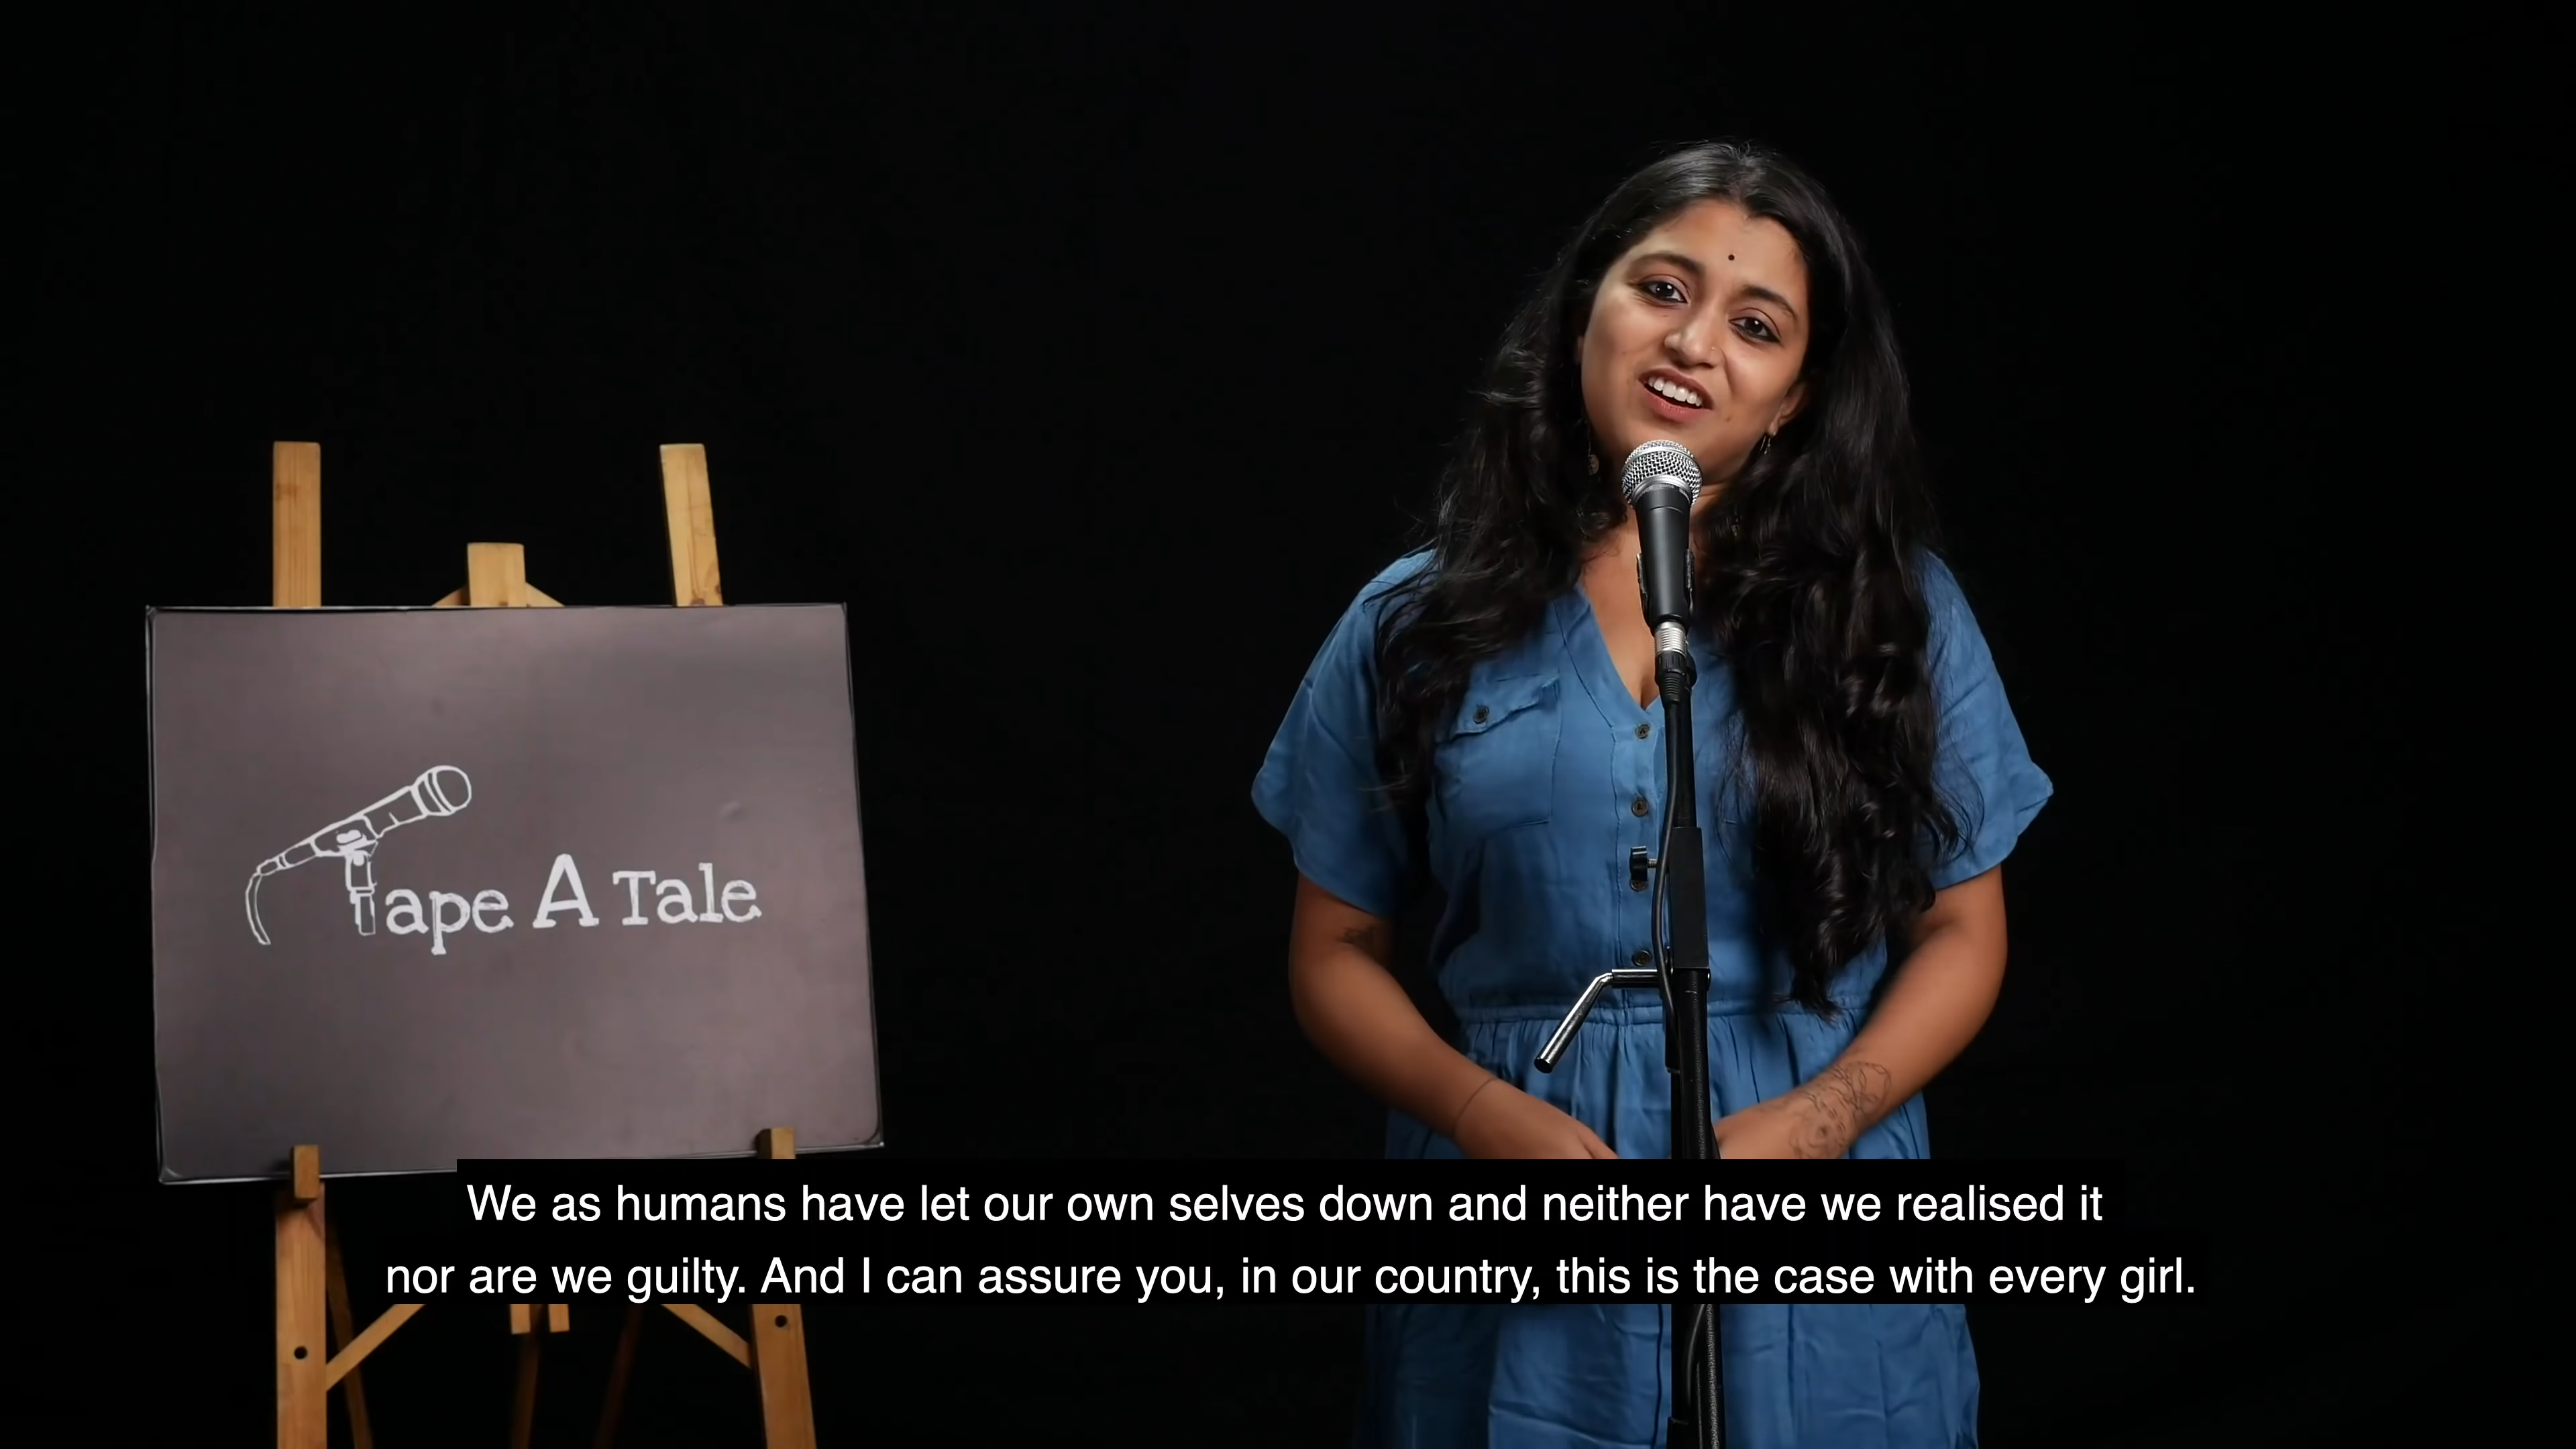 Tape A Tale
We as humans have let our own selves down and neither have we realised it
nor are we guilty. And I can assure you, in our country, this is the case with every girl.